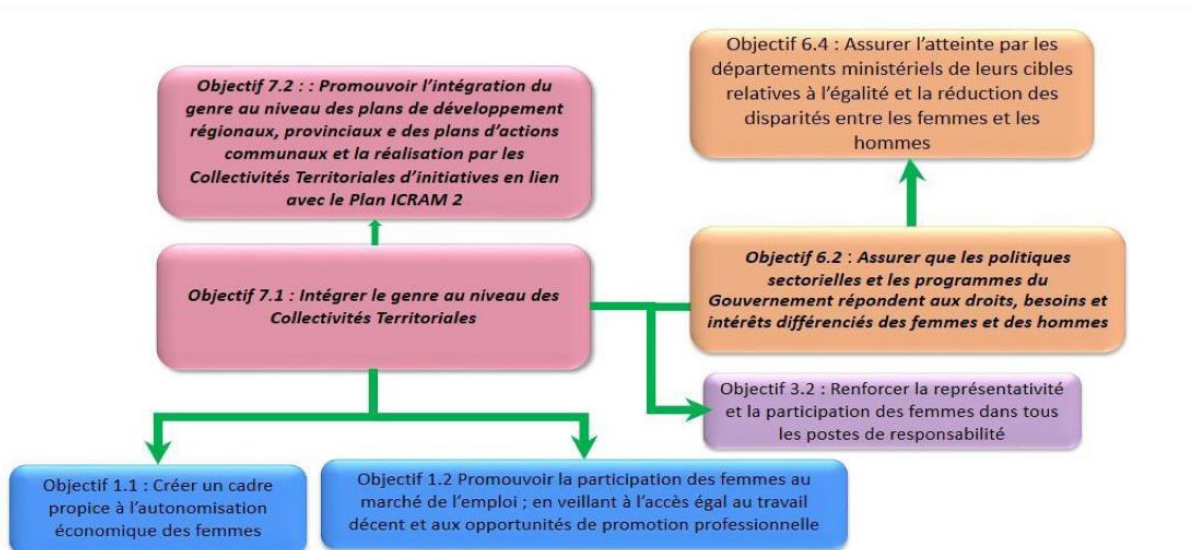 Objectif 7.2 : : Promouvoir l'intégration du
genre au niveau des plans de développement
régionaux, provinciaux e des plans d'actions
communaux et la réalisation par les
Collectivités Territoriales d'initiatives en lien
avec le Plan ICRAM 2
Objectif 6.4 : Assurer l'atteinte par les
départements ministériels de leurs cibles
relatives à l'égalité et la réduction des
disparités entre les femmes et les
hommes
Objectif 7.1 : Intégrer le genre au niveau des
Collectivités Territoriales
Objectif 6.2 : Assurer que les politiques
sectorielles et les programmes du
Gouvernement répondent aux droits, besoins et
intérêts différenciés des femmes et des hommes
Objectif 3.2 : Renforcer la représentativité
et la participation des femmes dans tous
les postes de responsabilité
Objectif 1.1 : Créer un cadre
propice à l'autonomisation
économique des femmes
Objectif 1.2 Promouvoir la participation des femmes au
marché de l'emploi ; en veillant à l'accès égal au travail
décent et aux opportunités de promotion professionnelle